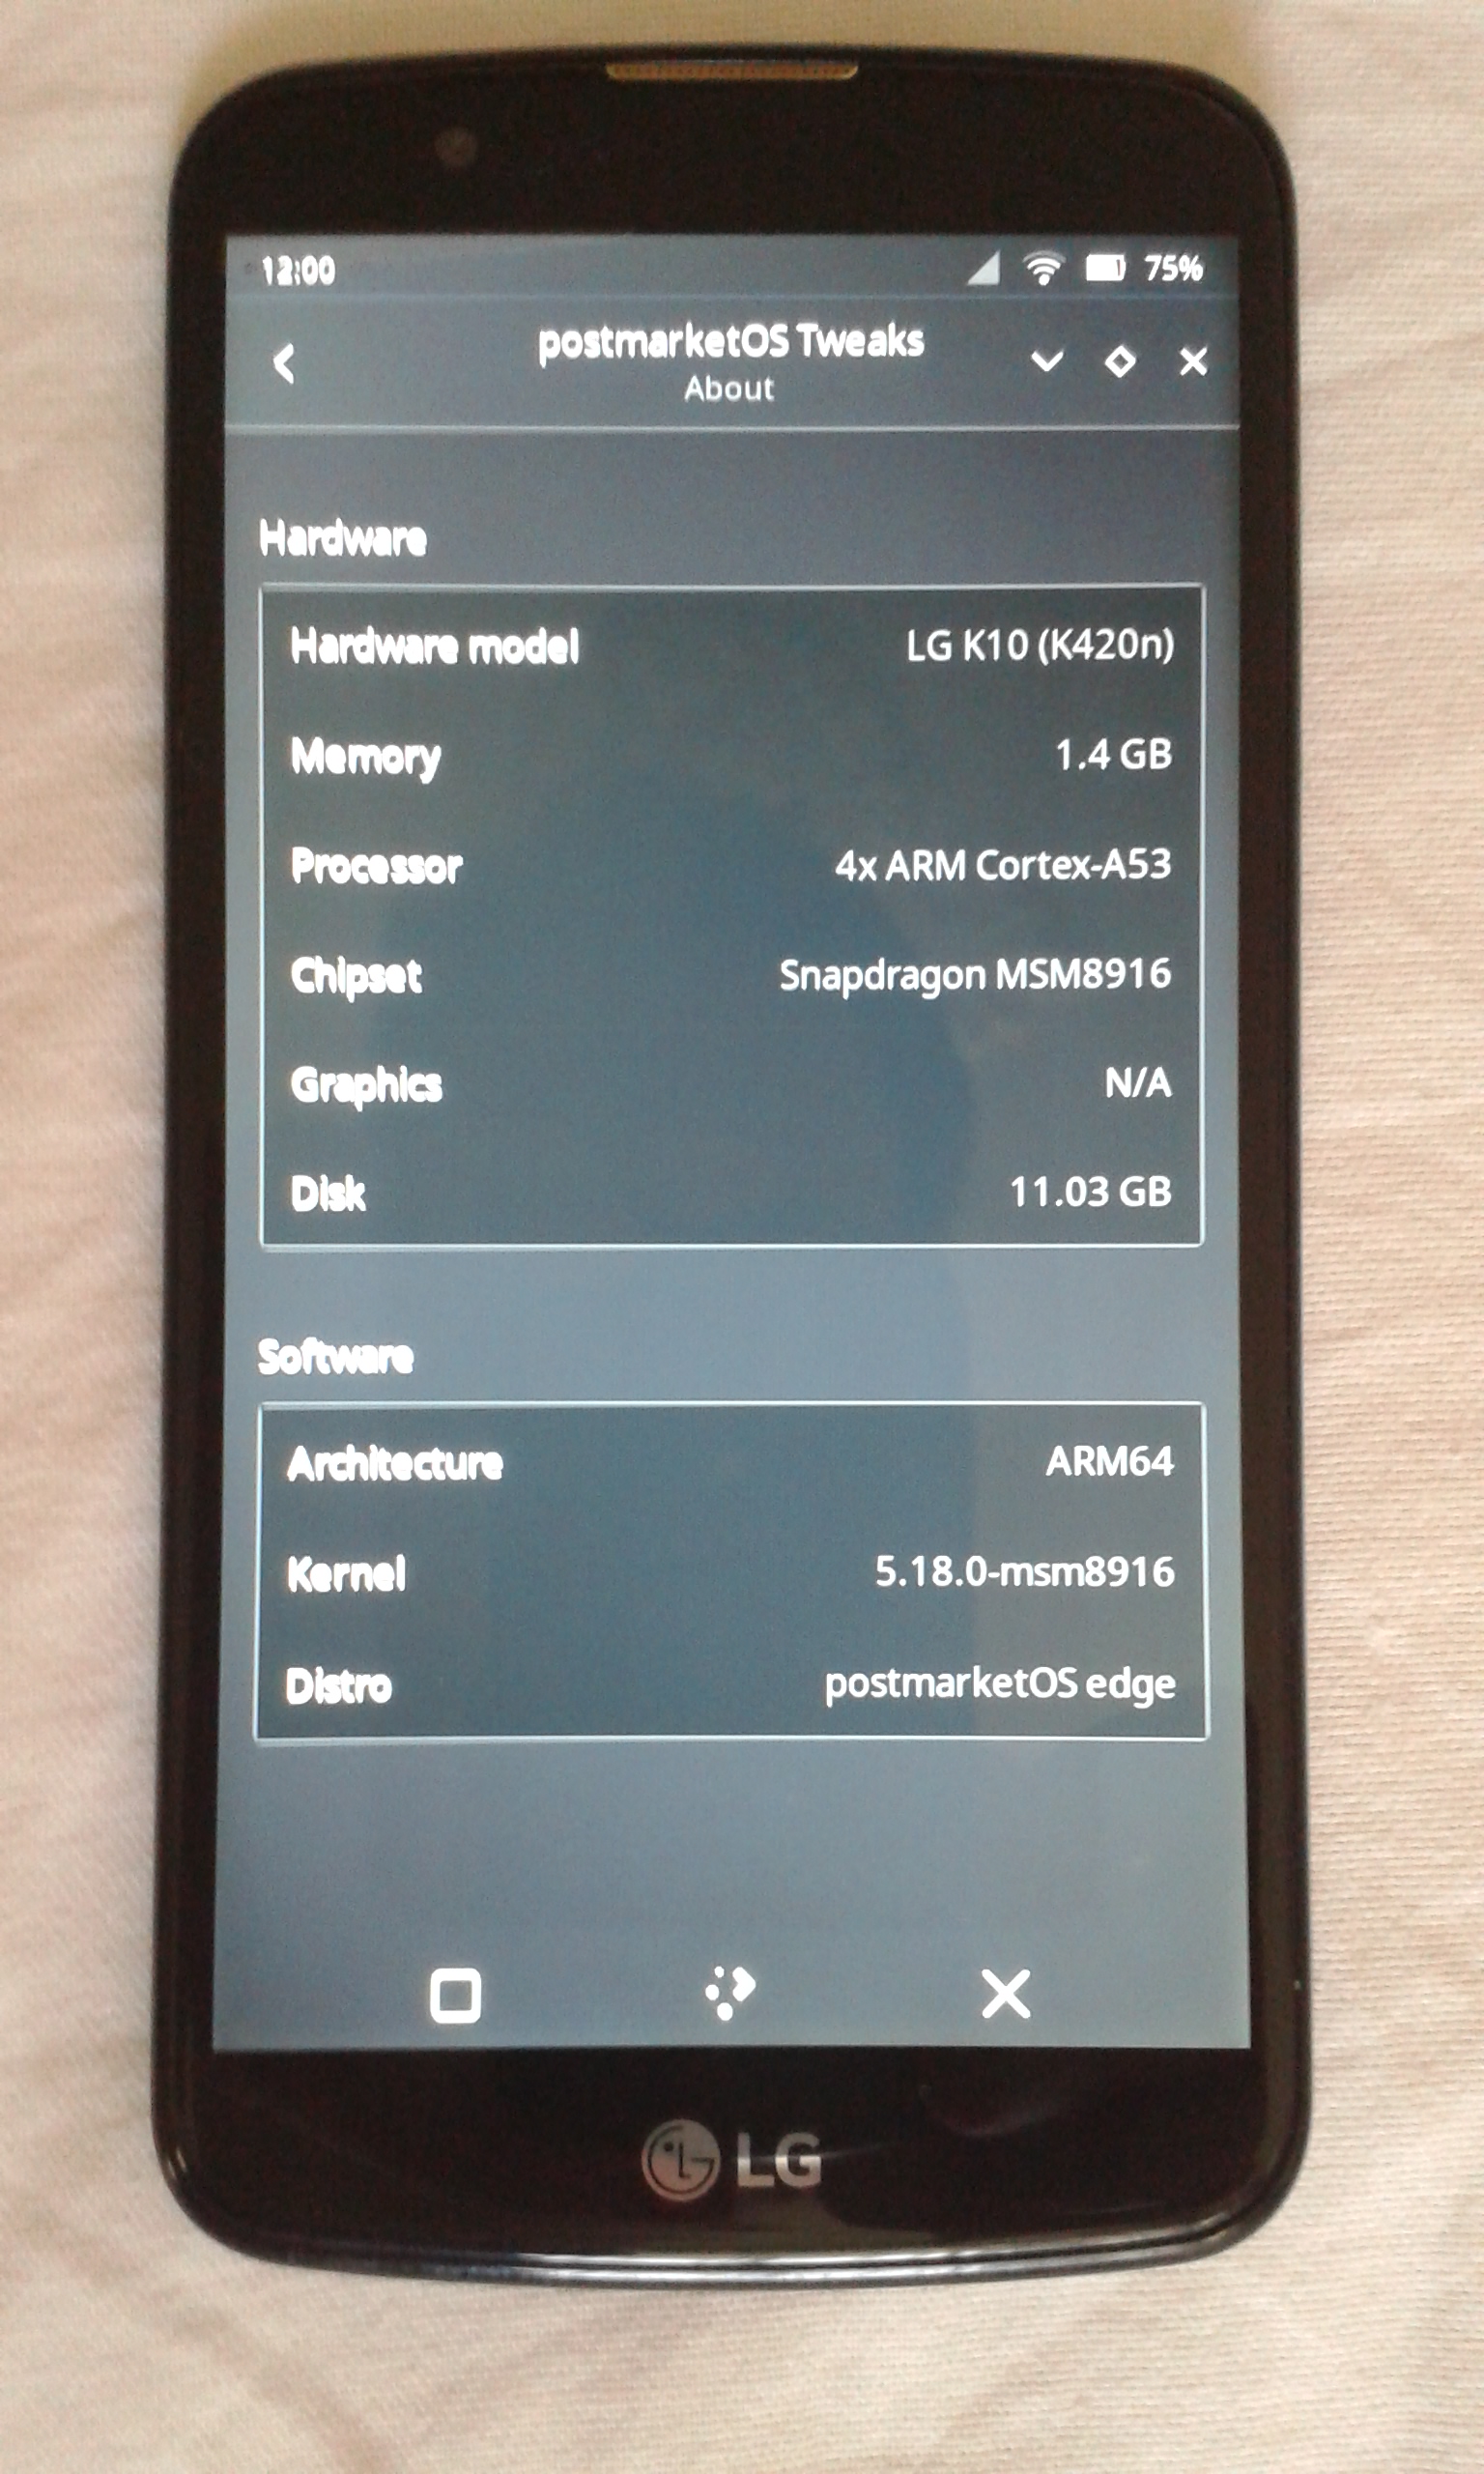 12:00 75%
postmarketOS Tweaks
About
Hardware
Hardware model LG K10 (K420n)
Memory 1.4 GB
Processor 4x ARM Cortex-A53
Chipset Snapdragon MSM8916
Graphics N/A
Disk 11.03 GB
Software
Architecture ARM64
Kernel 5.18.0-msm8916
Distro postmarketOS edge
LG